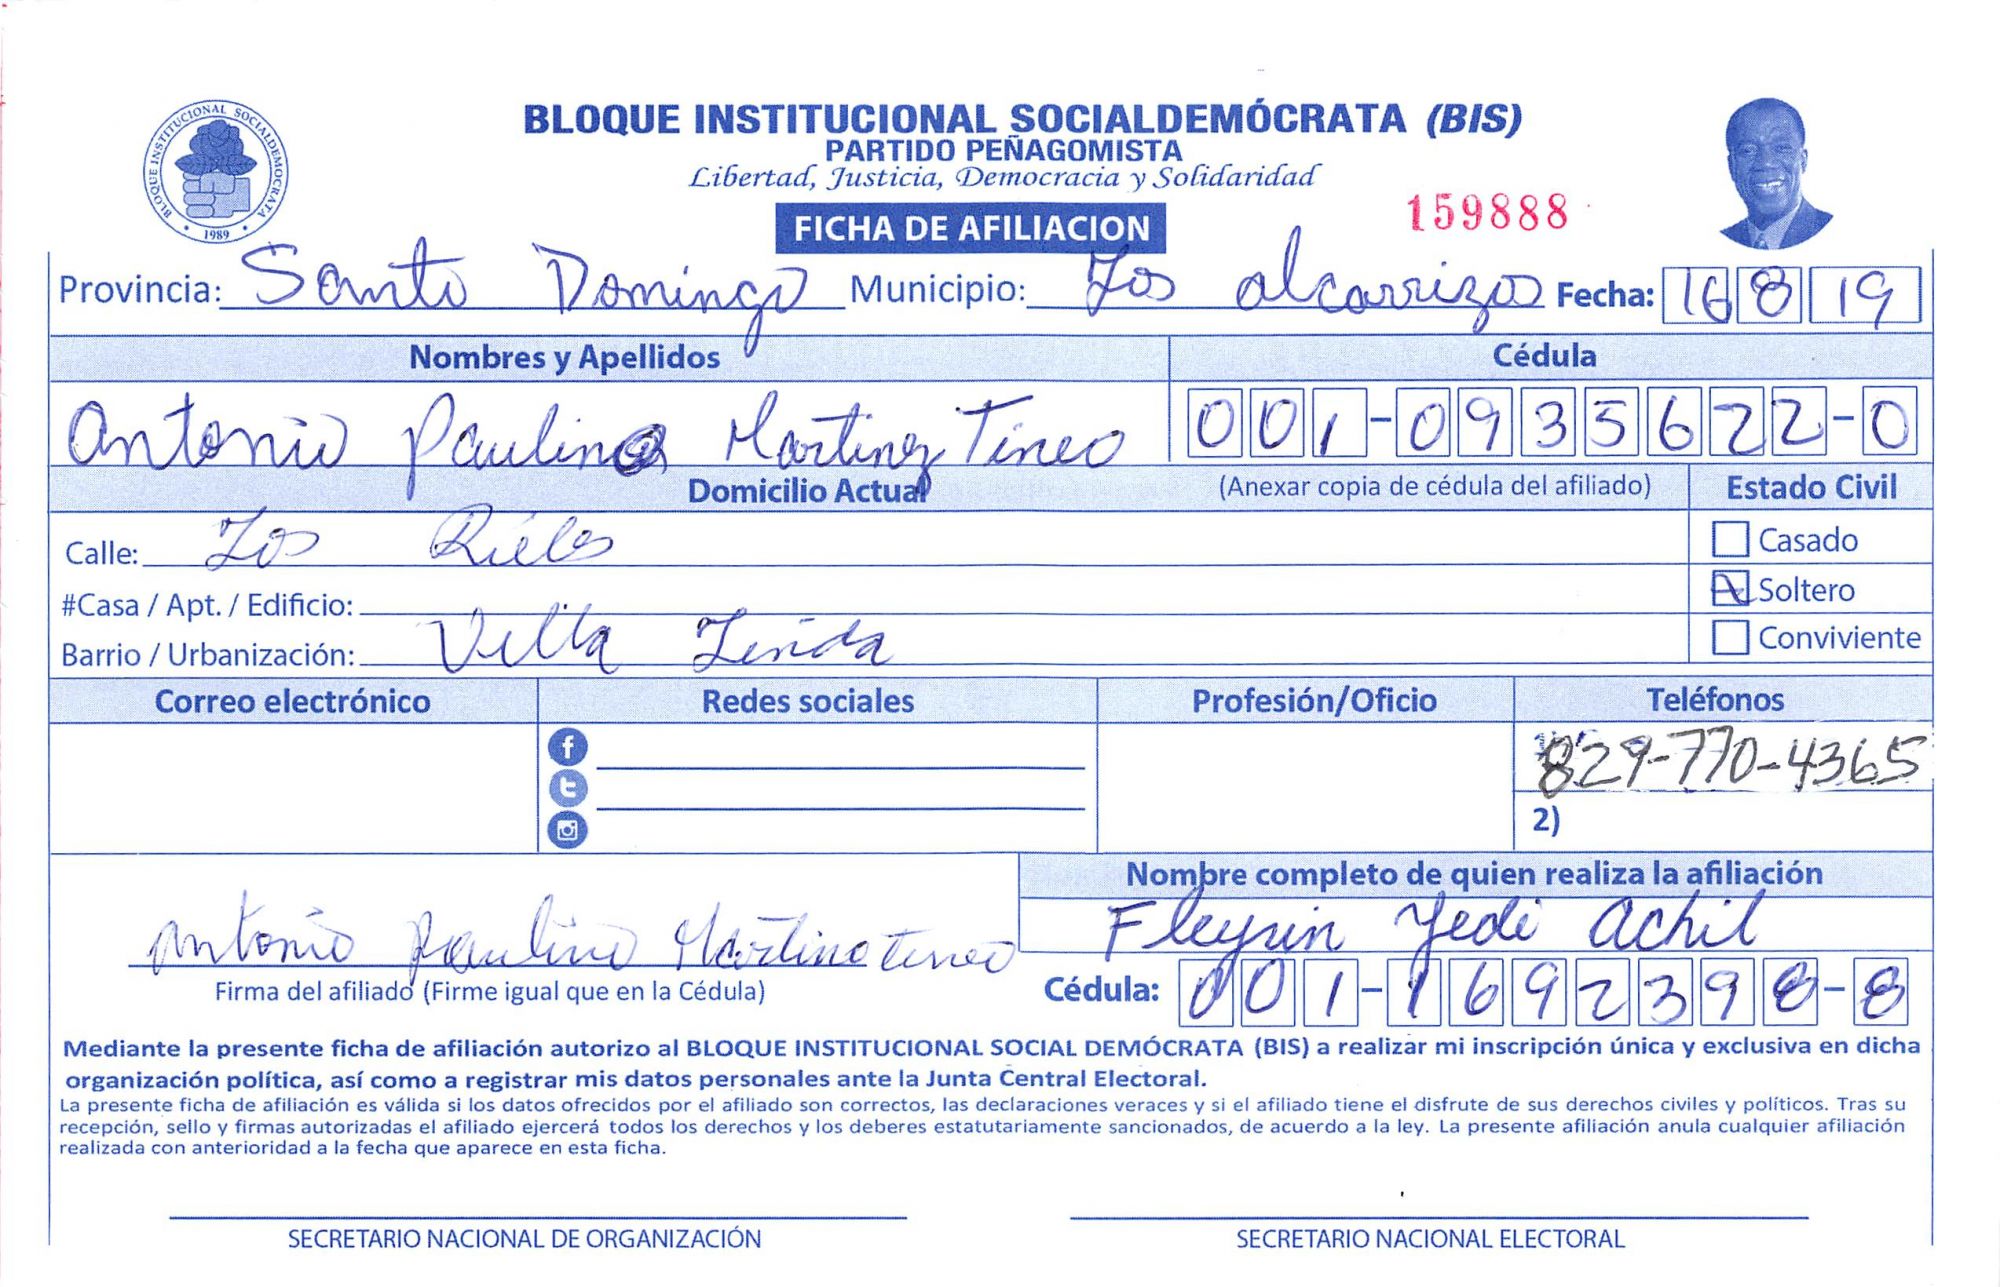 BLOQUE INSTITUCIONAL SOCIALDEMOCRATA
1989
BLOQUE INSTITUCIONAL SOCIALDEMÓCRATA (BIS)
PARTIDO PEÑAGOMISTA
Libertad, Justicia, Democracia y Solidaridad
159888
FICHA DE AFILIACION
Provincia: Santo Domingo Municipio: Los alcarrizos Fecha: 16 8 19
Nombres y Apellidos Cédula
Antonio Paulino Martinez Tineo 001-0935622-0
Domicilio Actual (Anexar copia de cédula del afiliado) Estado Civil
Calle: Los Rieles Casado
#Casa / Apt. / Edificio: Soltero
Barrio / Urbanización: Villa Linda Conviviente
Correo electrónico Redes sociales Profesión/Oficio Teléfonos
829-770-4365
2)
Nombre completo de quien realiza la afiliación
Antonio Paulino Martinez tineo Fleyrin Yedi Achil
Firma del afiliado (Firme igual que en la Cédula) Cédula: 001-1692398-8
Mediante la presente ficha de afiliación autorizo al BLOQUE INSTITUCIONAL SOCIAL DEMÓCRATA (BIS) a realizar mi inscripción única y exclusiva en dicha
organización política, así como a registrar mis datos personales ante la Junta Central Electoral.
La presente ficha de afiliación es válida si los datos ofrecidos por el afiliado son correctos, las declaraciones veraces y si el afiliado tiene el disfrute de sus derechos civiles y políticos. Tras su
recepción, sello y firmas autorizadas el afiliado ejercerá todos los derechos y los deberes estatutariamente sancionados, de acuerdo a la ley. La presente afiliación anula cualquier afiliación
realizada con anterioridad a la fecha que aparece en esta ficha.
SECRETARIO NACIONAL DE ORGANIZACIÓN SECRETARIO NACIONAL ELECTORAL